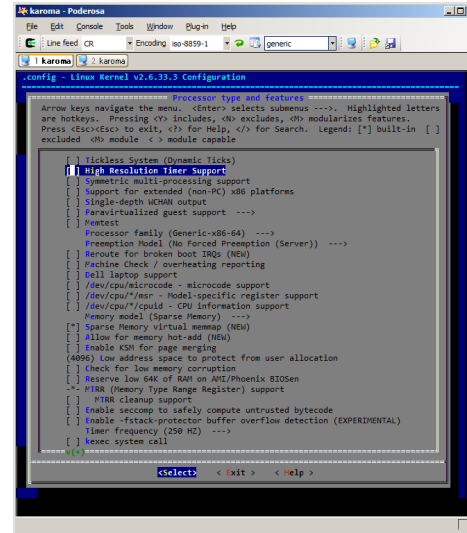 karoma - Poderosa
File Edit Console Tools Window Plug-in Help
Line feed CR Encoding iso-8859-1 generic
1 karoma 2 karoma
.config - Linux Kernel v2.6.33.3 Configuration
Processor type and features
Arrow keys navigate the menu. <Enter> selects submenus --->. Highlighted letters
are hotkeys. Pressing <Y> includes, <N> excludes, <M> modularizes features.
Press <Esc><Esc> to exit, <?> for Help, </> for Search. Legend: [*] built-in [ ]
excluded <M> module < > module capable
[ ] Tickless System (Dynamic Ticks)
[ ] High Resolution Timer Support
[ ] Symmetric multi-processing support
[ ] Support for extended (non-PC) x86 platforms
[ ] Single-depth WCHAN output
[ ] Paravirtualized guest support --->
[ ] Memtest
Processor family (Generic-x86-64) --->
Preemption Model (No Forced Preemption (Server)) --->
[ ] Reroute for broken boot IRQs (NEW)
[ ] Machine Check / overheating reporting
[ ] Dell laptop support
[ ] /dev/cpu/microcode - microcode support
[ ] /dev/cpu/*/msr - Model-specific register support
[ ] /dev/cpu/*/cpuid - CPU information support
Memory model (Sparse Memory) --->
[*] Sparse Memory virtual memmap (NEW)
[ ] Allow for memory hot-add (NEW)
[ ] Enable KSM for page merging
(4096) Low address space to protect from user allocation
[ ] Check for low memory corruption
[ ] Reserve low 64K of RAM on AMI/Phoenix BIOSen
-*- MTRR (Memory Type Range Register) support
[ ] MTRR cleanup support
[ ] Enable seccomp to safely compute untrusted bytecode
[ ] Enable -fstack-protector buffer overflow detection (EXPERIMENTAL)
Timer frequency (250 HZ) --->
[ ] kexec system call
v(+)
<Select> < Exit > < Help >